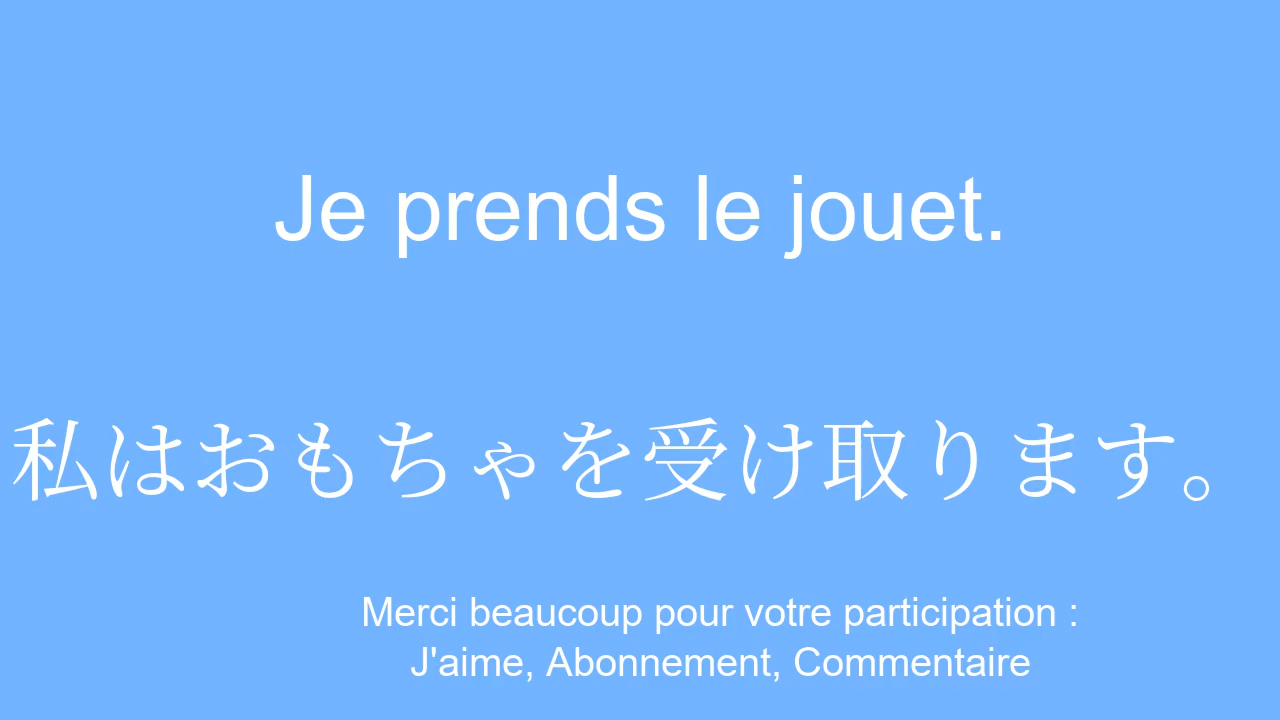 Je prends le jouet.
私はおもちゃを受け取ります。
Merci beaucoup pour votre participation :
J'aime, Abonnement, Commentaire